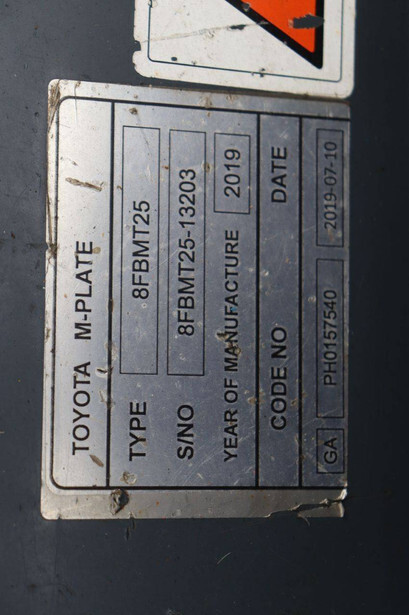 TOYOTA M-PLATE
TYPE 8FBMT25
S/NO 8FBMT25-13203
YEAR OF MANUFACTURE 2019
CODE NO DATE
GA PH0157540 2019-07-10